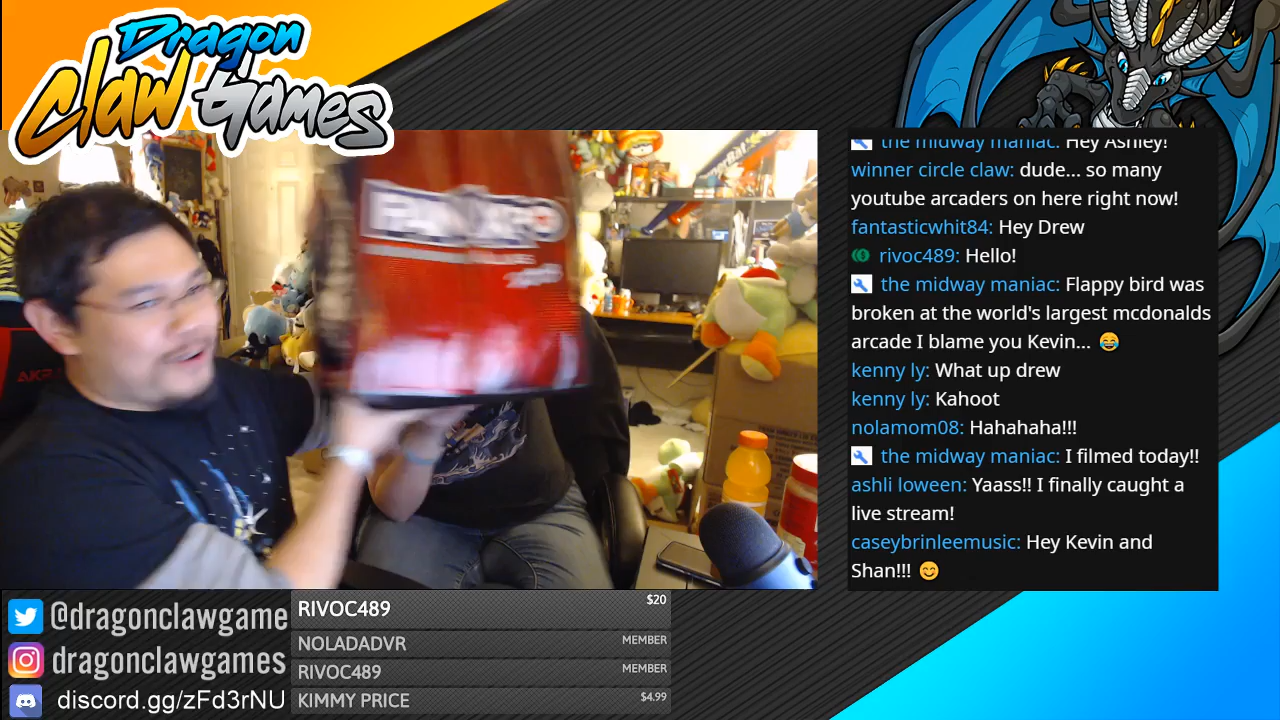 Dragon
Claw Games
the midway maniac: Hey Ashley!
winner circle claw: dude... so many
youtube arcaders on here right now!
fantasticwhit84: Hey Drew
rivoc489: Hello!
the midway maniac: Flappy bird was
broken at the world's largest mcdonalds
arcade I blame you Kevin... 😂
kenny ly: What up drew
kenny ly: Kahoot
nolamom08: Hahahaha!!!
the midway maniac: I filmed today!!
ashli loween: Yaass!! I finally caught a
live stream!
caseybrinleemusic: Hey Kevin and
Shan!!! 😊
@dragonclawgame
dragonclawgames
discord.gg/zFd3rNU
RIVOC489 $20
NOLADADVR MEMBER
RIVOC489 MEMBER
KIMMY PRICE $4.99